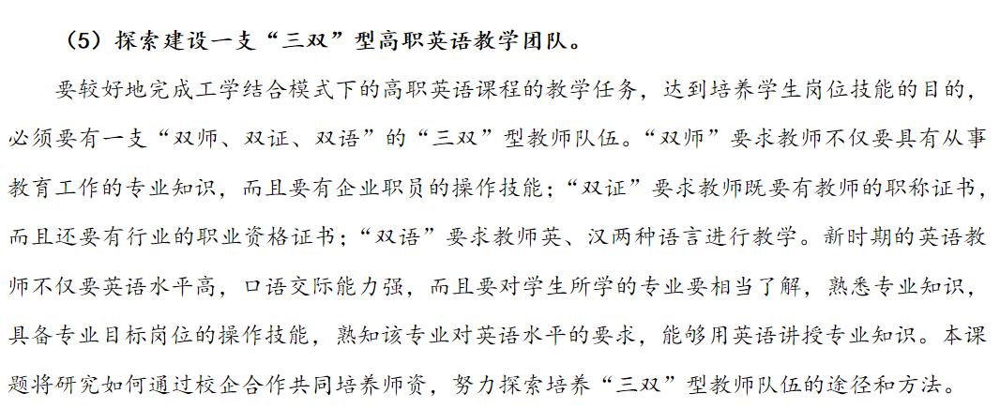 （5）探索建设一支“三双”型高职英语教学团队。
要较好地完成工学结合模式下的高职英语课程的教学任务，达到培养学生岗位技能的目的，
必须要有一支“双师、双证、双语”的“三双”型教师队伍。“双师”要求教师不仅要具有从事
教育工作的专业知识，而且要有企业职员的操作技能；“双证”要求教师既要有教师的职称证书，
而且还要有行业的职业资格证书；“双语”要求教师英、汉两种语言进行教学。新时期的英语教
师不仅要英语水平高，口语交际能力强，而且要对学生所学的专业要相当了解，熟悉专业知识，
具备专业目标岗位的操作技能，熟知该专业对英语水平的要求，能够用英语讲授专业知识。本课
题将研究如何通过校企合作共同培养师资，努力探索培养“三双”型教师队伍的途径和方法。